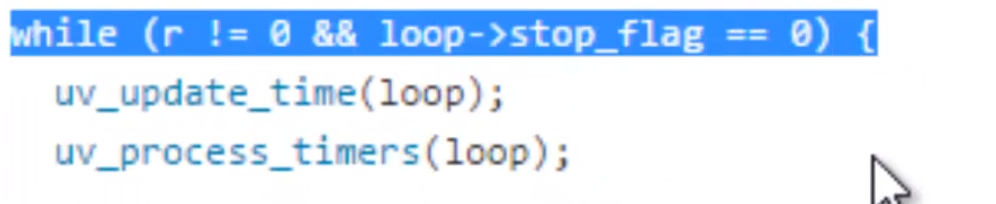 while (r != 0 && loop->stop_flag == 0) {
uv_update_time(loop);
uv_process_timers(loop);